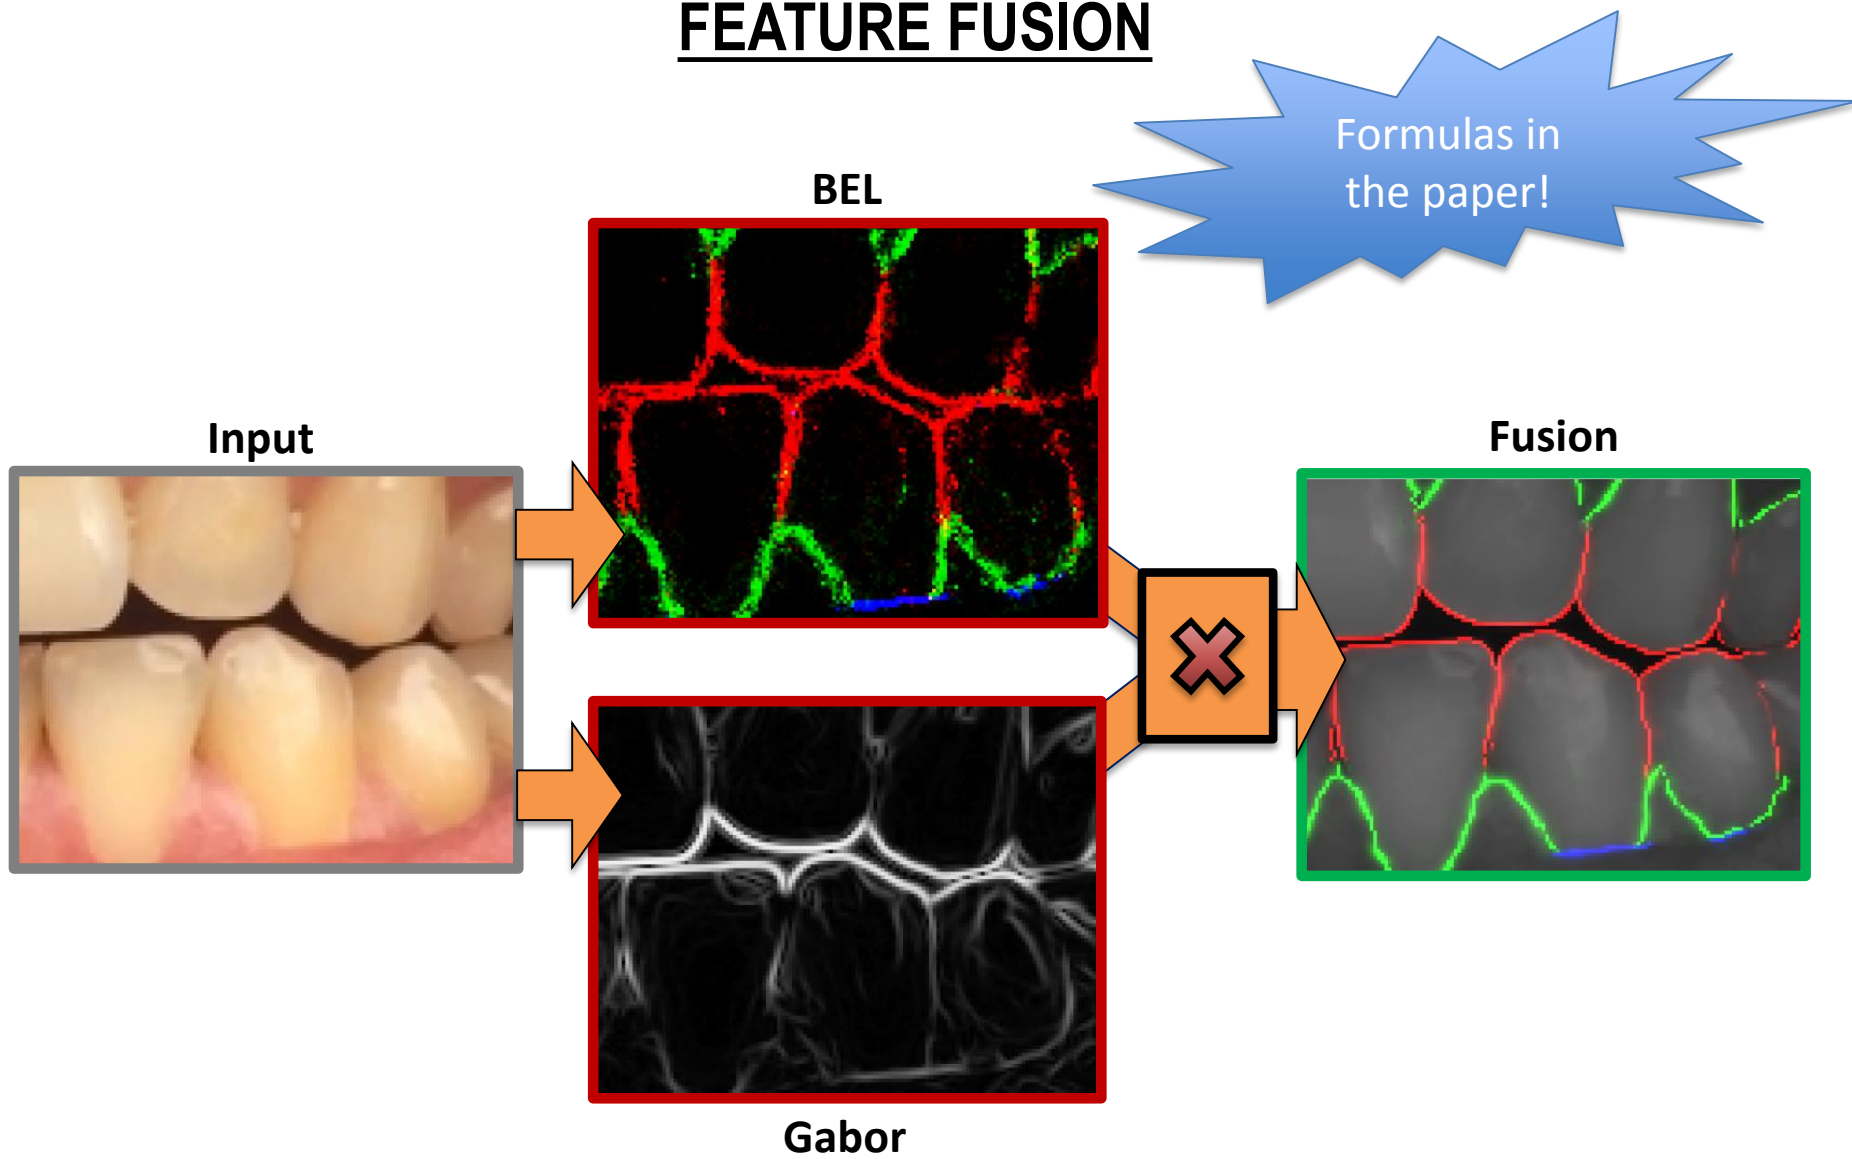 FEATURE FUSION
Formulas in
the paper!
BEL
Input
Fusion
Gabor